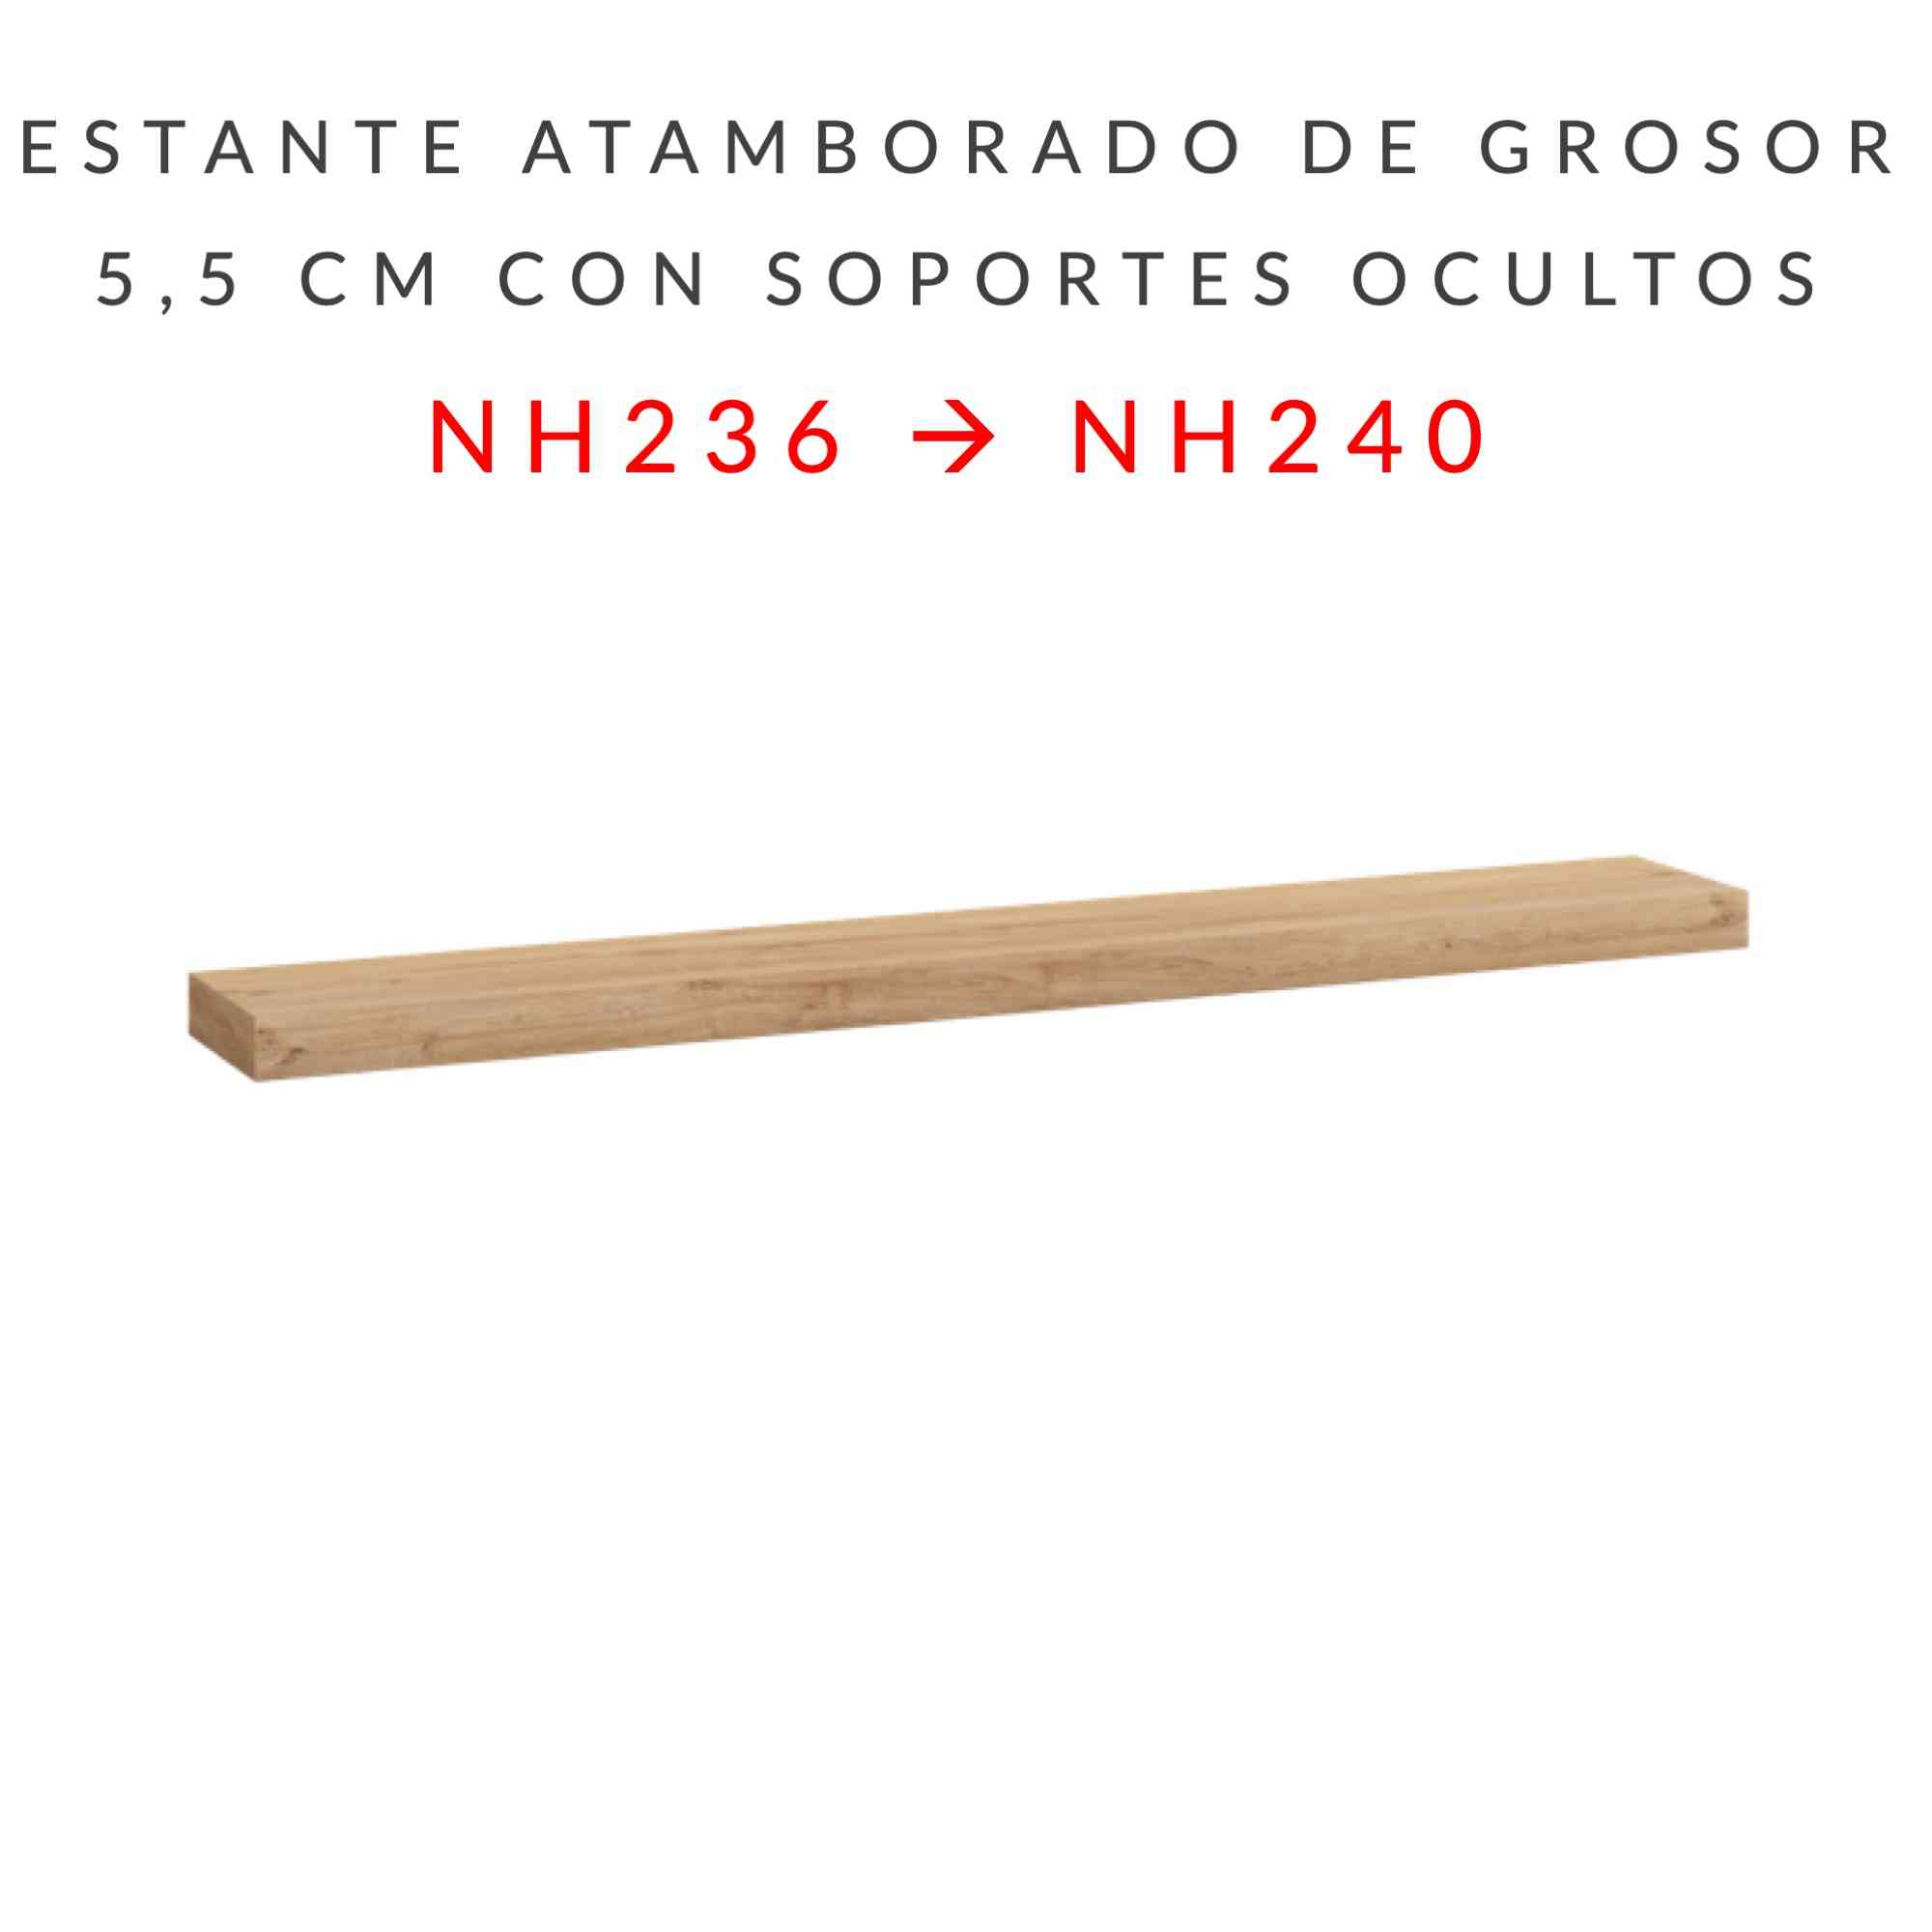 ESTANTE ATAMBORADO DE GROSOR
5,5 CM CON SOPORTES OCULTOS
NH236 → NH240